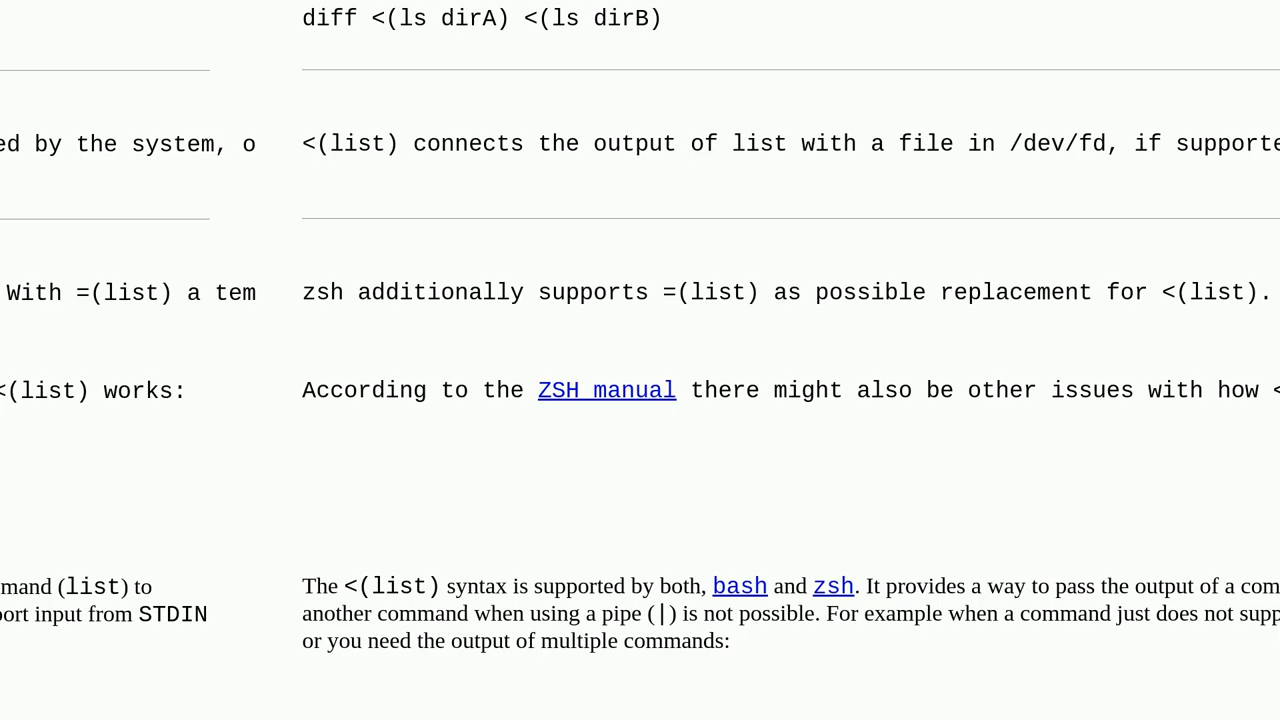 ed by the system, o
With =(list) a tem
<(list) works:
mand (list) to
port input from STDIN
diff <(ls dirA) <(ls dirB)
<(list) connects the output of list with a file in /dev/fd, if supporte
zsh additionally supports =(list) as possible replacement for <(list).
According to the ZSH manual there might also be other issues with how <
The <(list) syntax is supported by both, bash and zsh. It provides a way to pass the output of a com
another command when using a pipe (|) is not possible. For example when a command just does not supp
or you need the output of multiple commands: